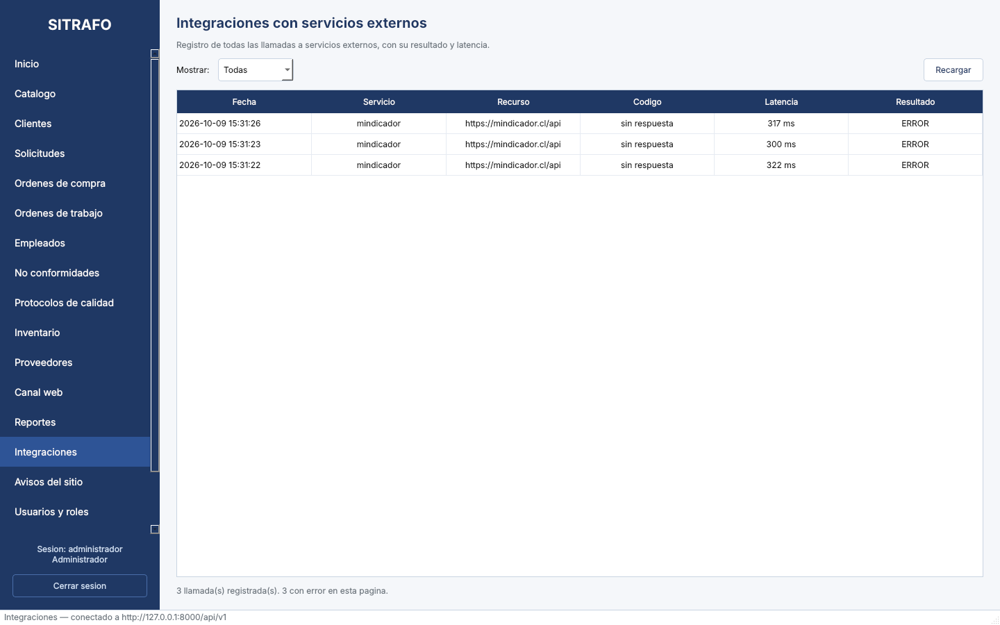 SITRAFO
Inicio
Catalogo
Clientes
Solicitudes
Ordenes de compra
Ordenes de trabajo
Empleados
No conformidades
Protocolos de calidad
Inventario
Proveedores
Canal web
Reportes
Integraciones
Avisos del sitio
Usuarios y roles
Sesion: administrador
Administrador
Cerrar sesion
Integraciones con servicios externos
Registro de todas las llamadas a servicios externos, con su resultado y latencia.
Mostrar: Todas Recargar
Fecha Servicio Recurso Codigo Latencia Resultado
2026-10-09 15:31:26 mindicador https://mindicador.cl/api sin respuesta 317 ms ERROR
2026-10-09 15:31:23 mindicador https://mindicador.cl/api sin respuesta 300 ms ERROR
2026-10-09 15:31:22 mindicador https://mindicador.cl/api sin respuesta 322 ms ERROR
3 llamada(s) registrada(s). 3 con error en esta pagina.
Integraciones — conectado a http://127.0.0.1:8000/api/v1